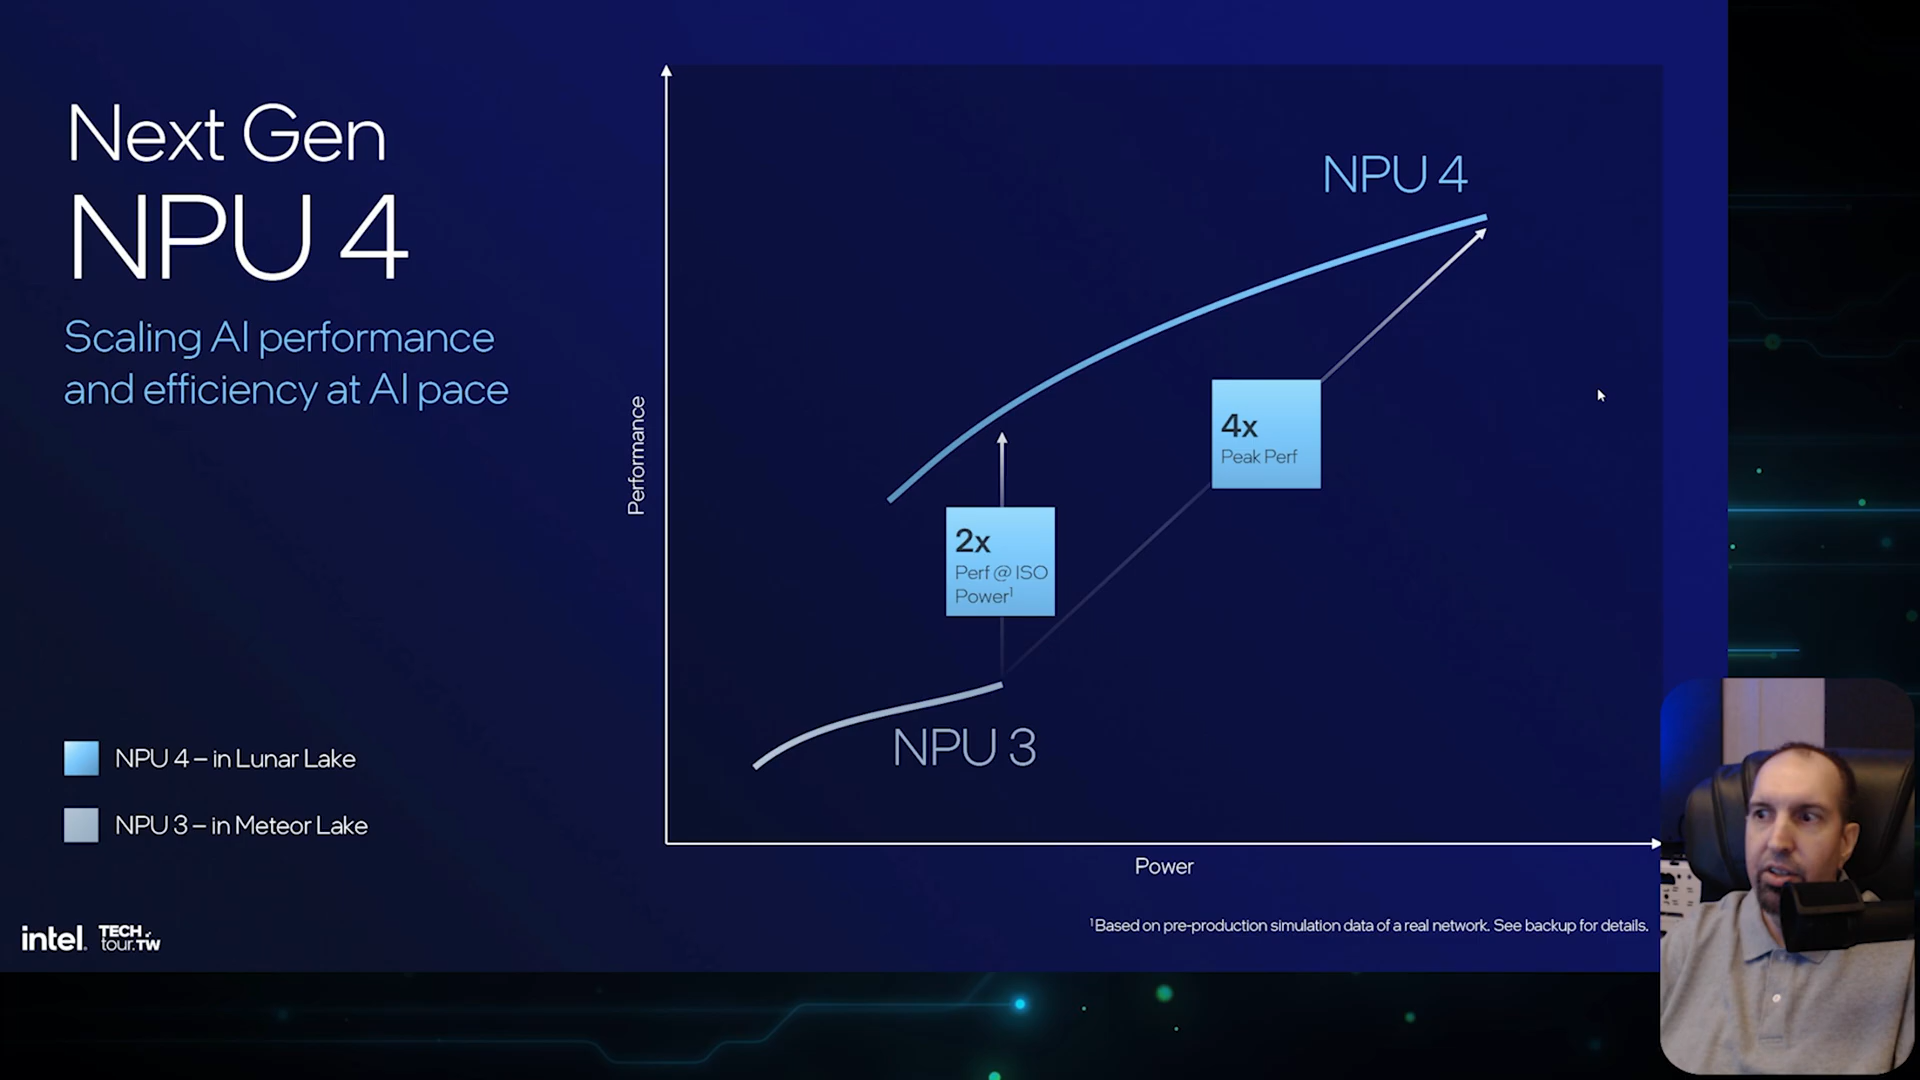 Next Gen
NPU 4
Scaling AI performance
and efficiency at AI pace
NPU 4 – in Lunar Lake
NPU 3 – in Meteor Lake
intel. TECH
tour.TW
Performance
NPU 4
4x
Peak Perf
2x
Perf @ ISO
Power¹
NPU 3
Power
¹Based on pre-production simulation data of a real network. See backup for details.